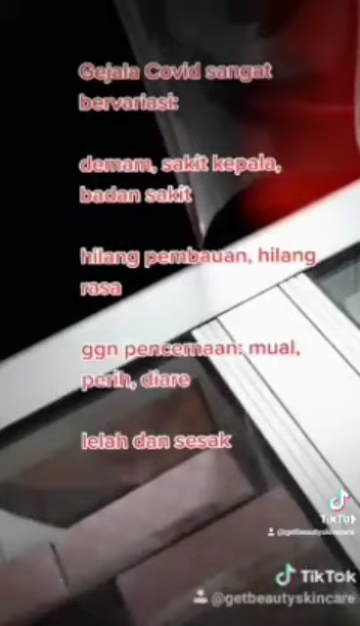 Gejala Covid sangat
bervariasi:
demam, sakit kepala,
badan sakit
hilang pembauan, hilang
rasa
ggn pencernaan: mual,
perih, diare
lelah dan sesak
TikTok
@getbeautyskincare
TikTok
@getbeautyskincare